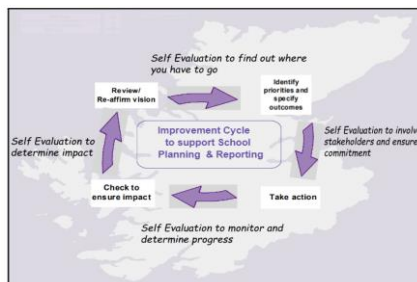 Self Evaluation to find out where
you have to go
Review/
Re-affirm vision
Identify
priorities and
specify
outcomes
Self Evaluation to
determine impact
Improvement Cycle
to support School
Planning & Reporting
Self Evaluation to involve
stakeholders and ensure
commitment
Check to
ensure impact
Take action
Self Evaluation to monitor and
determine progress